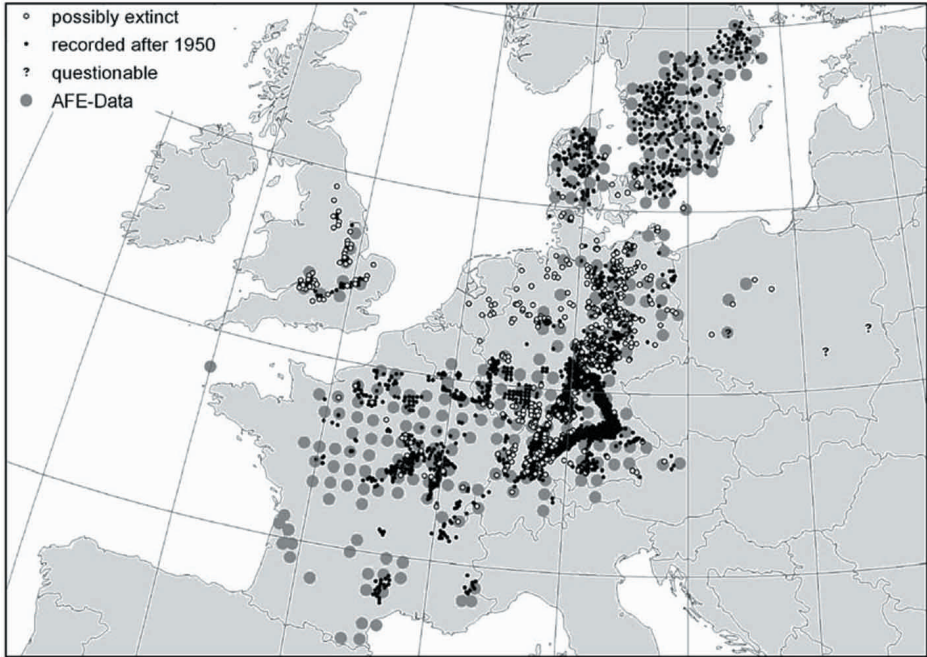 possibly extinct
recorded after 1950
? questionable
AFE-Data
?
?
?